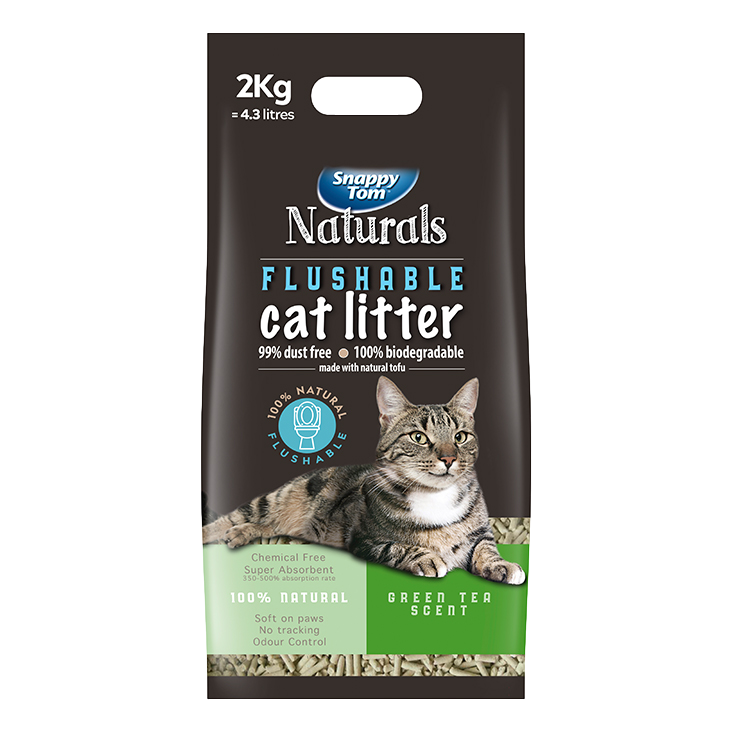 2Kg
= 4.3 litres
Snappy
Tom™
Naturals
FLUSHABLE
cat litter
99% dust free • 100% biodegradable
made with natural tofu
100% NATURAL
FLUSHABLE
Chemical Free
Super Absorbent
350-500% absorption rate
100% NATURAL
Soft on paws
No tracking
Odour Control
GREEN TEA
SCENT